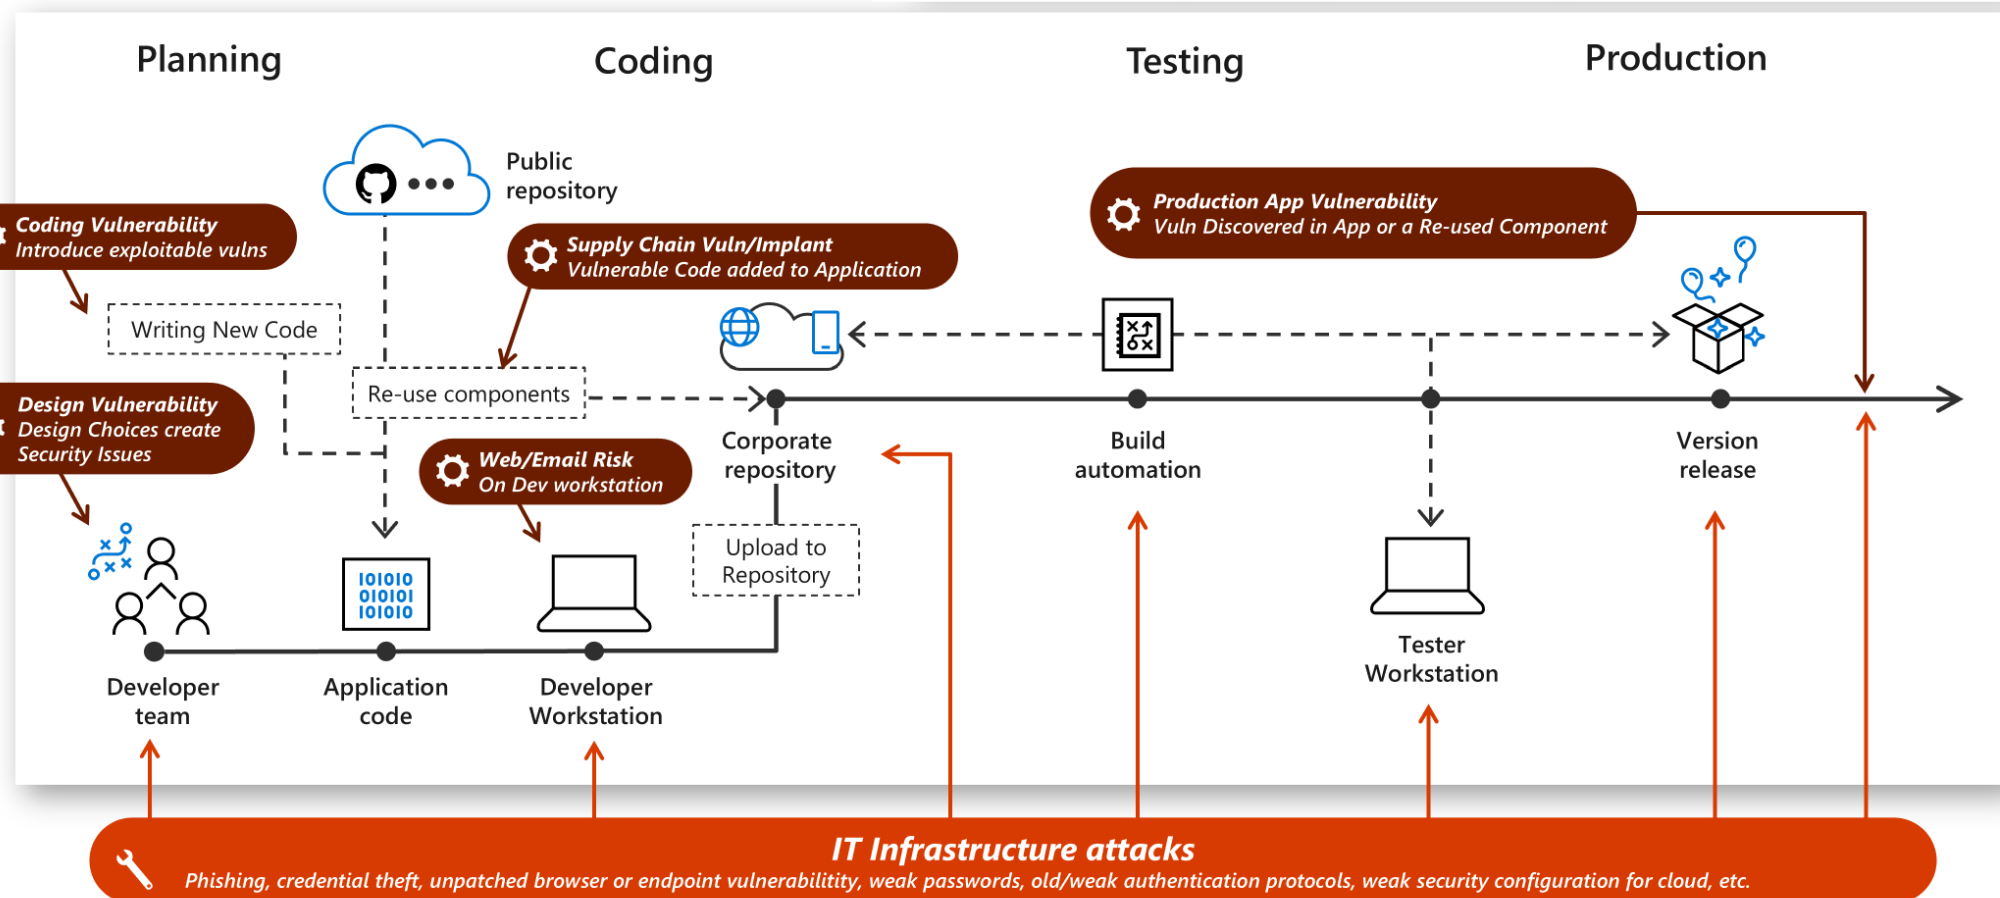 Planning
Coding
Testing
Production
Public
repository
Coding Vulnerability
Introduce exploitable vulns
Supply Chain Vuln/Implant
Vulnerable Code added to Application
Production App Vulnerability
Vuln Discovered in App or a Re-used Component
Writing New Code
Re-use components
Design Vulnerability
Design Choices create
Security Issues
Web/Email Risk
On Dev workstation
Corporate
repository
Build
automation
Version
release
Upload to
Repository
IOIOIO
OIOIOI
IOIOIO
Tester
Workstation
Developer
team
Application
code
Developer
Workstation
IT Infrastructure attacks
Phishing, credential theft, unpatched browser or endpoint vulnerabilitity, weak passwords, old/weak authentication protocols, weak security configuration for cloud, etc.